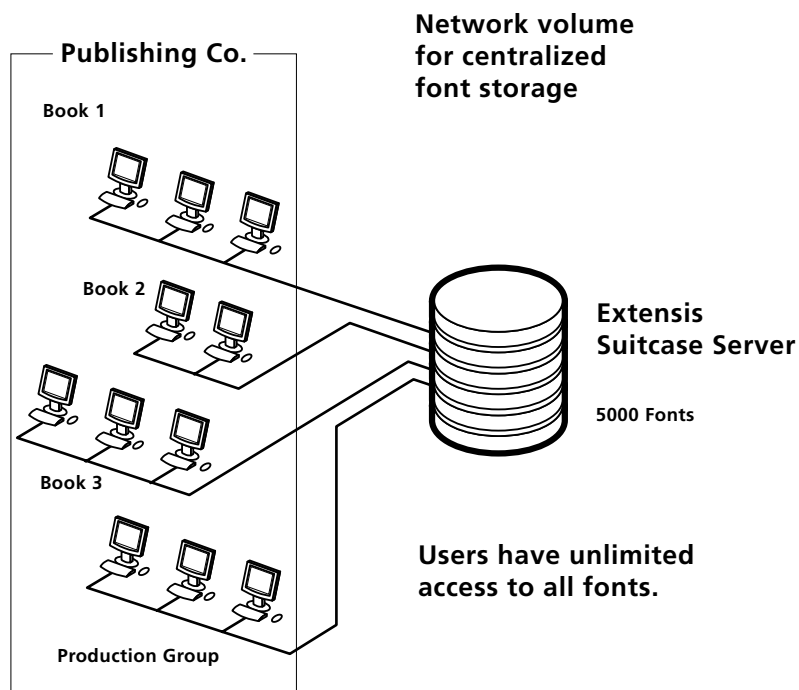 Network volume
for centralized
font storage
Publishing Co.
Book 1
Book 2
Extensis
Suitcase Server
5000 Fonts
Book 3
Users have unlimited
access to all fonts.
Production Group